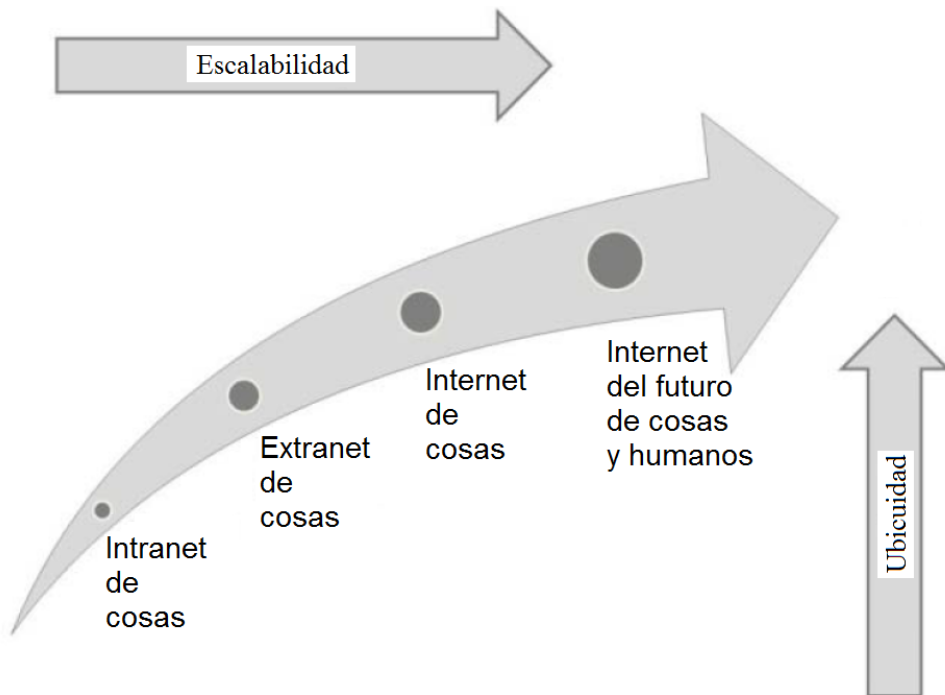 Escalabilidad
Intranet
de
cosas
Extranet
de
cosas
Internet
de
cosas
Internet
del futuro
de cosas
y humanos
Ubicuidad